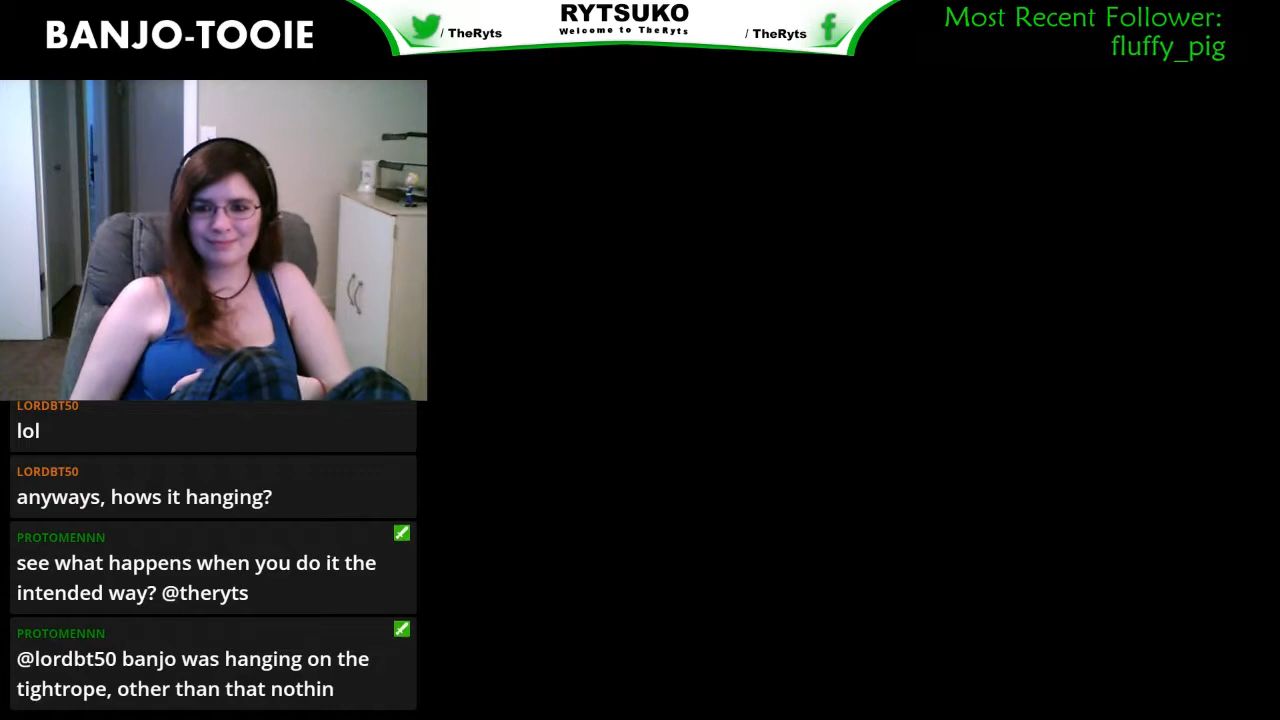 BANJO-TOOIE
/ TheRyts
RYTSUKO
Welcome to TheRyts
/ TheRyts
Most Recent Follower:
fluffy_pig
LORDBT50
lol
LORDBT50
anyways, hows it hanging?
PROTOMENNN
see what happens when you do it the
intended way? @theryts
PROTOMENNN
@lordbt50 banjo was hanging on the
tightrope, other than that nothin